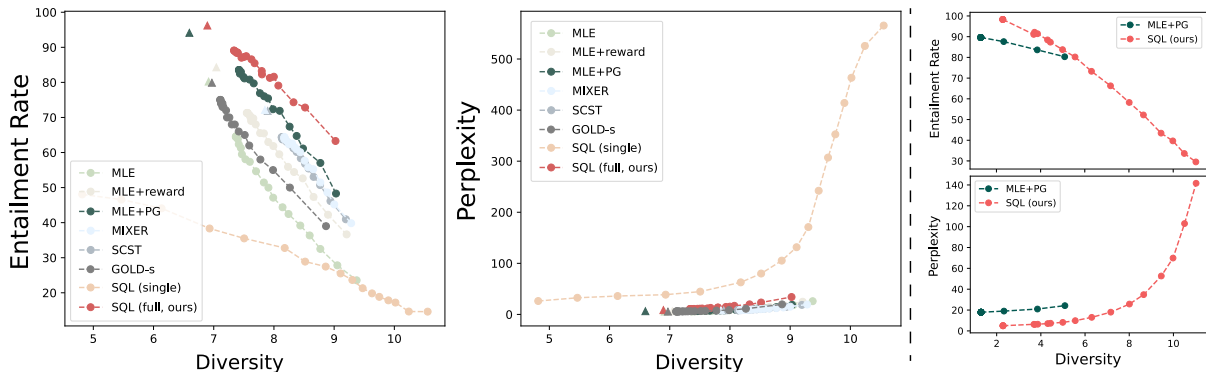 Entailment Rate
100
90
80
70
60
50
40
30
20
MLE
MLE+reward
MLE+PG
MIXER
SCST
GOLD-s
SQL (single)
SQL (full, ours)
5 6 7 8 9 10
Diversity
Perplexity
500
400
300
200
100
0
MLE
MLE+reward
MLE+PG
MIXER
SCST
GOLD-s
SQL (single)
SQL (full, ours)
5 6 7 8 9 10
Diversity
Entailment Rate
100
90
80
70
60
50
40
30
MLE+PG
SQL (ours)
Perplexity
140
120
100
80
60
40
20
0
MLE+PG
SQL (ours)
2 4 6 8 10
Diversity